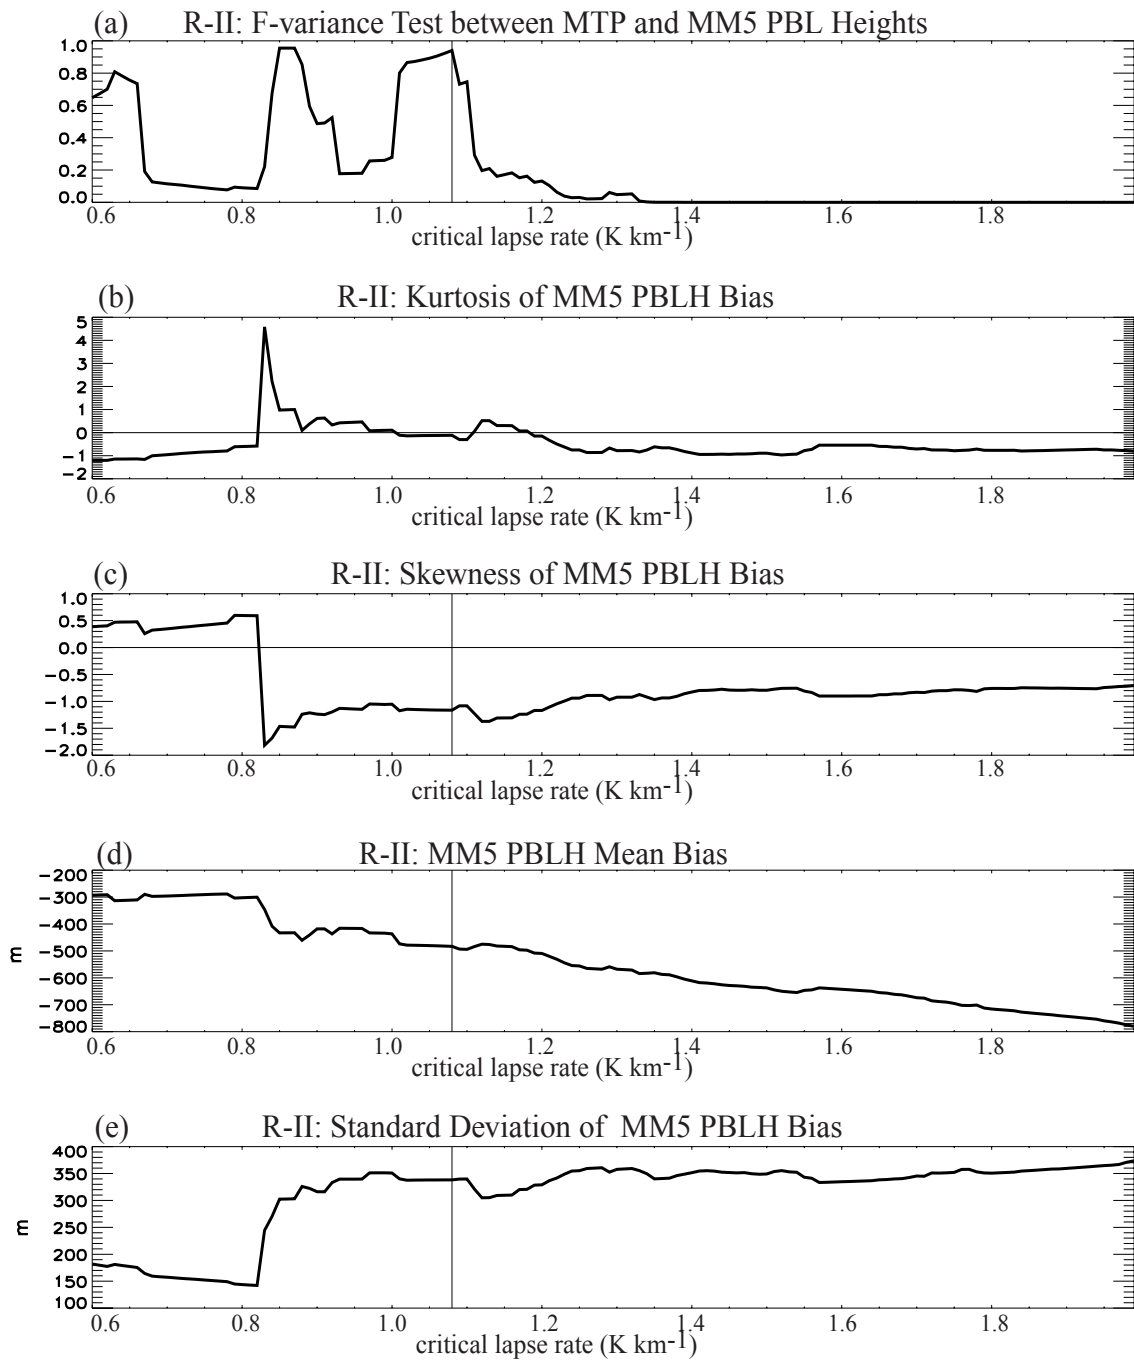 (a) R-II: F-variance Test between MTP and MM5 PBL Heights
1.0
0.8
0.6
0.4
0.2
0.0
0.6 0.8 1.0 1.2 1.4 1.6 1.8
critical lapse rate (K km-1)
(b) R-II: Kurtosis of MM5 PBLH Bias
5
4
3
2
1
0
-1
-2
0.6 0.8 1.0 1.2 1.4 1.6 1.8
critical lapse rate (K km-1)
(c) R-II: Skewness of MM5 PBLH Bias
1.0
0.5
0.0
-0.5
-1.0
-1.5
-2.0
0.6 0.8 1.0 1.2 1.4 1.6 1.8
critical lapse rate (K km-1)
(d) R-II: MM5 PBLH Mean Bias
-200
-300
-400
-500
-600
-700
-800
m
0.6 0.8 1.0 1.2 1.4 1.6 1.8
critical lapse rate (K km-1)
(e) R-II: Standard Deviation of MM5 PBLH Bias
400
350
300
250
200
150
100
m
0.6 0.8 1.0 1.2 1.4 1.6 1.8
critical lapse rate (K km-1)